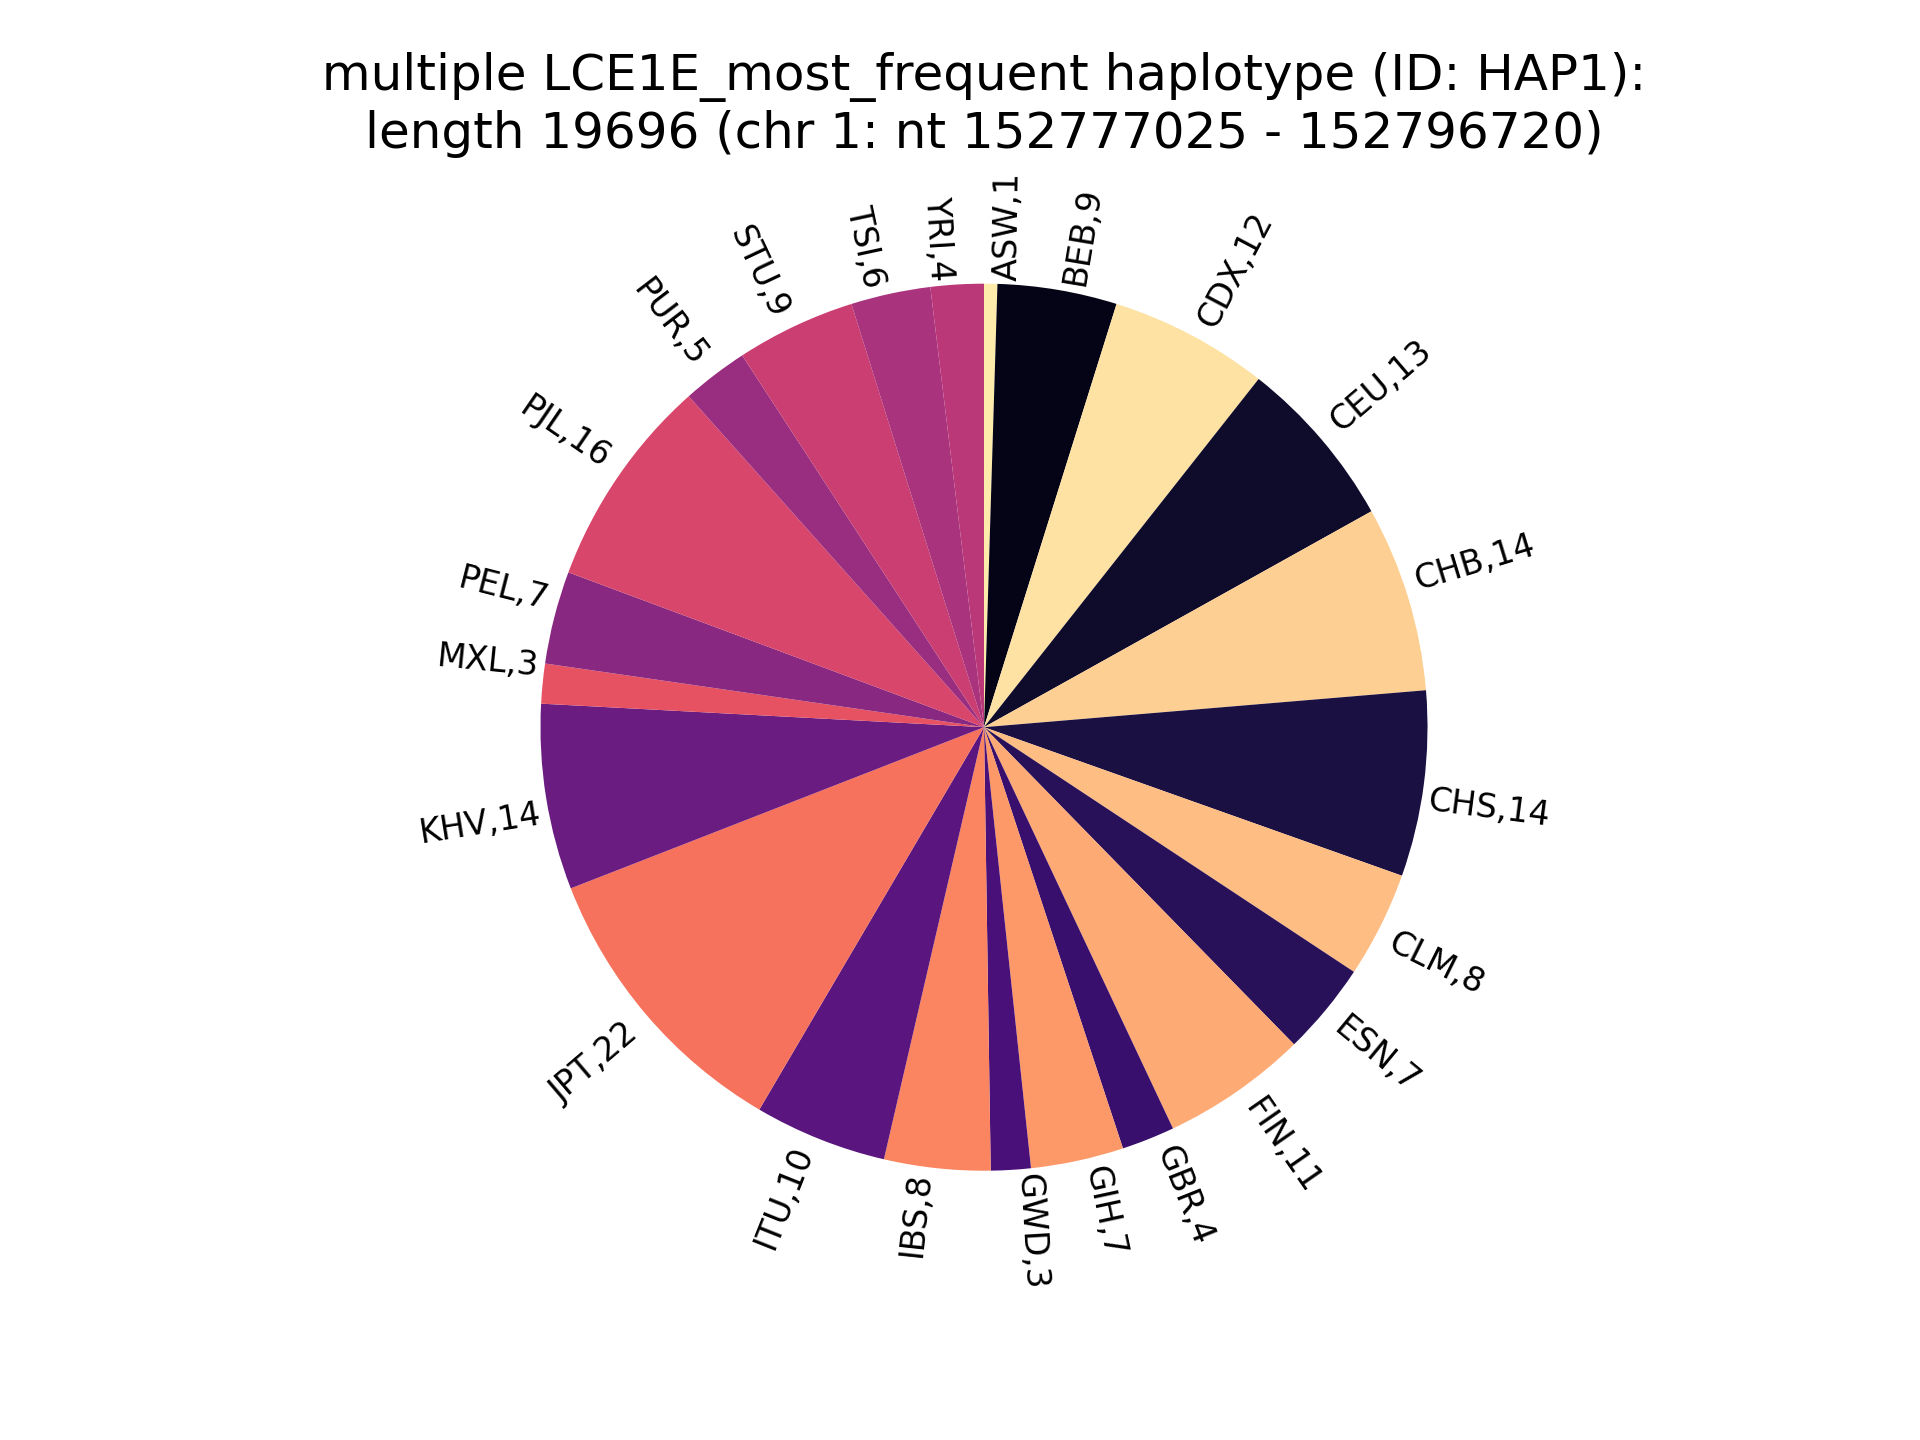 multiple LCE1E_most_frequent haplotype (ID: HAP1):
length 19696 (chr 1: nt 152777025 - 152796720)
ASW,1
BEB,9
CDX,12
CEU,13
CHB,14
CHS,14
CLM,8
ESN,7
FIN,11
GBR,4
GIH,7
GWD,3
IBS,8
ITU,10
JPT,22
KHV,14
MXL,3
PEL,7
PJL,16
PUR,5
STU,9
TSI,6
YRI,4